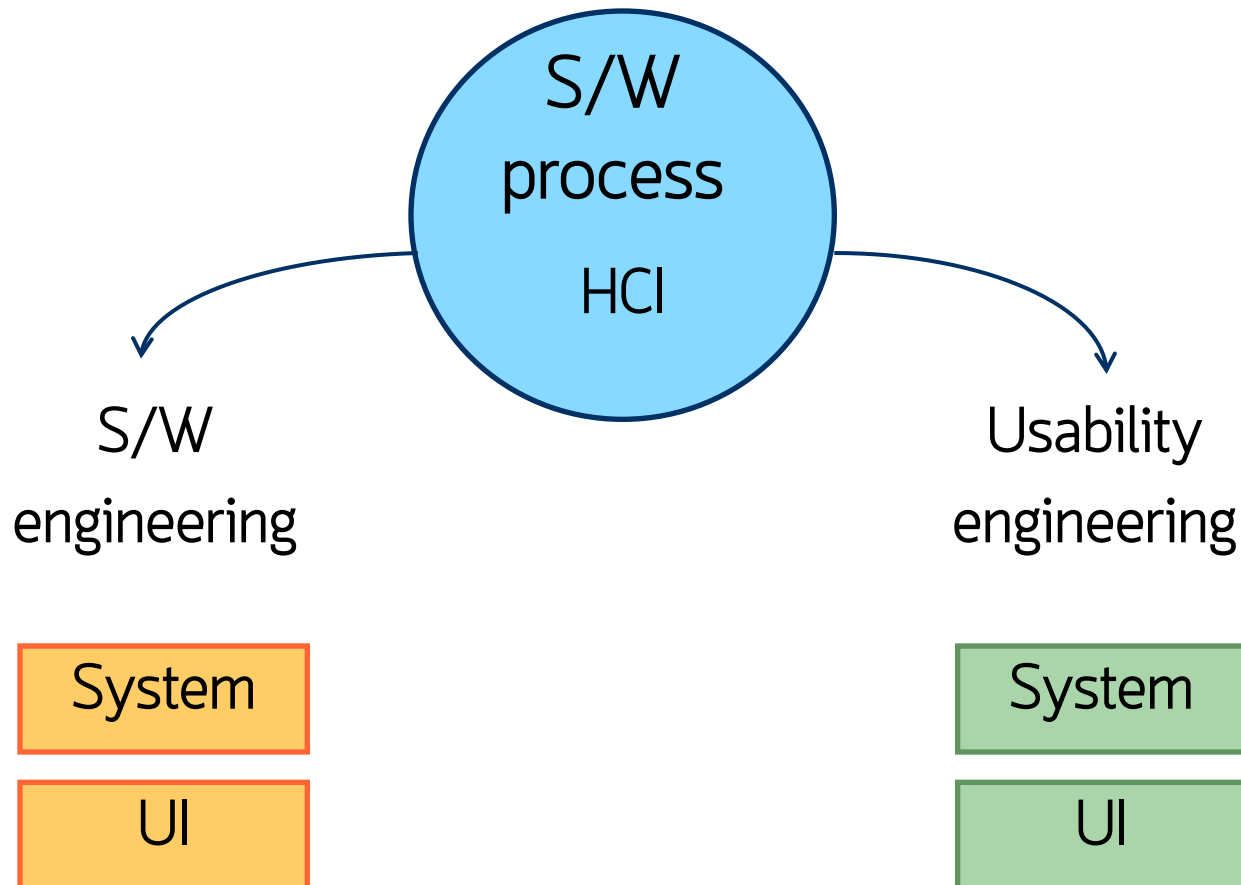 S/W
process
HCI
S/W
engineering
Usability
engineering
System
UI
System
UI